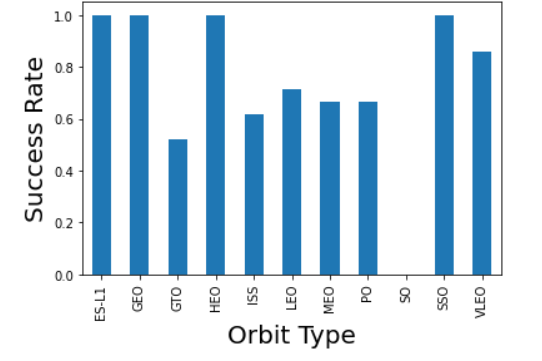 1.0
0.8
0.6
0.4
0.2
0.0
Success Rate
ES-L1
GEO
GTO
HEO
ISS
LEO
MEO
PO
SO
SSO
VLEO
Orbit Type